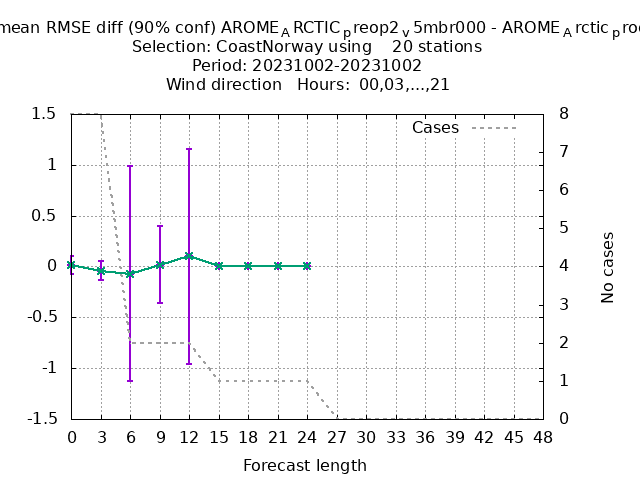 mean RMSE diff (90% conf) AROME_ARCTIC_preop2_v5mbr000 - AROME_Arctic_pro
Selection: CoastNorway using 20 stations
Period: 20231002-20231002
Wind direction Hours: 00,03,...,21
Cases
1.5
1
0.5
0
-0.5
-1
-1.5
8
7
6
5
4
3
2
1
0
No cases
0 3 6 9 12 15 18 21 24 27 30 33 36 39 42 45 48
Forecast length